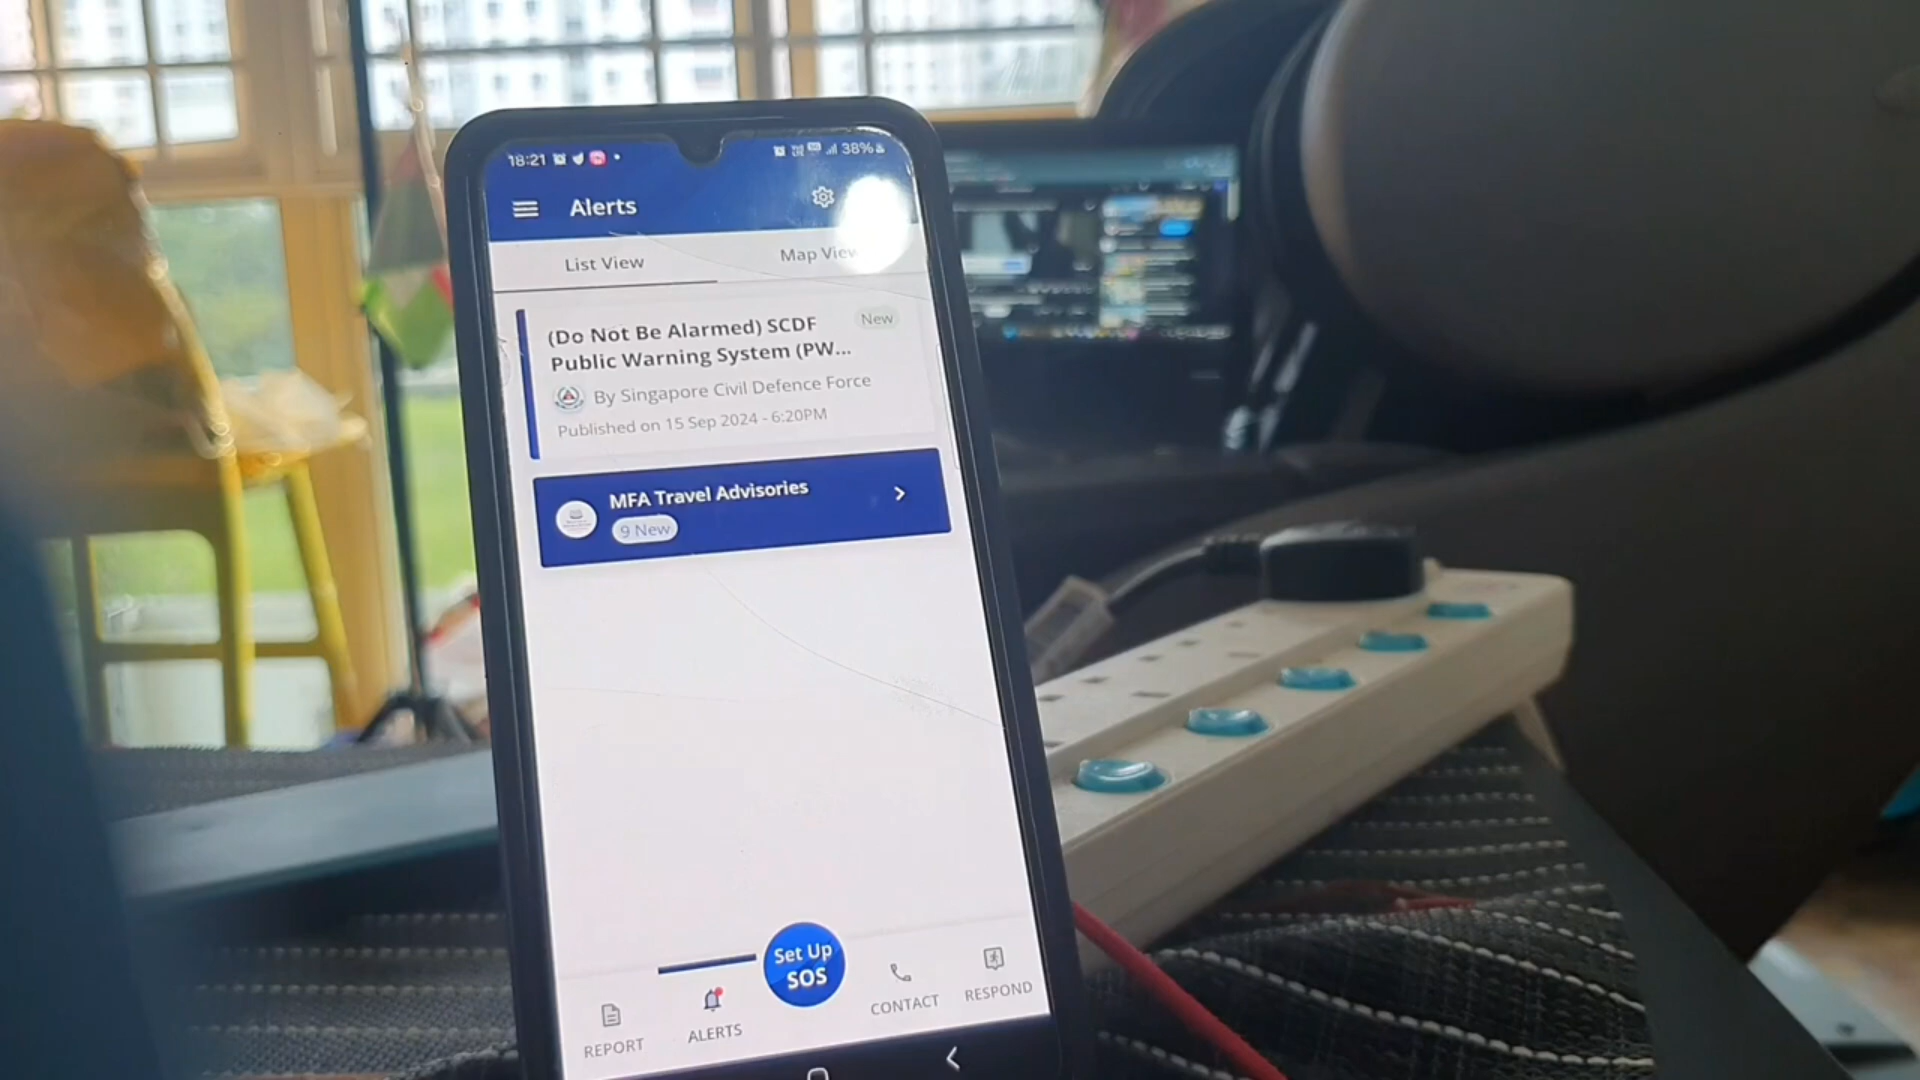 18:21
38%
Alerts
List View
Map View
(Do Not Be Alarmed) SCDF
New
Public Warning System (PW...
By Singapore Civil Defence Force
Published on 15 Sep 2024 - 6:20PM
MFA Travel Advisories
9 New
Set Up
SOS
REPORT
ALERTS
CONTACT
RESPOND